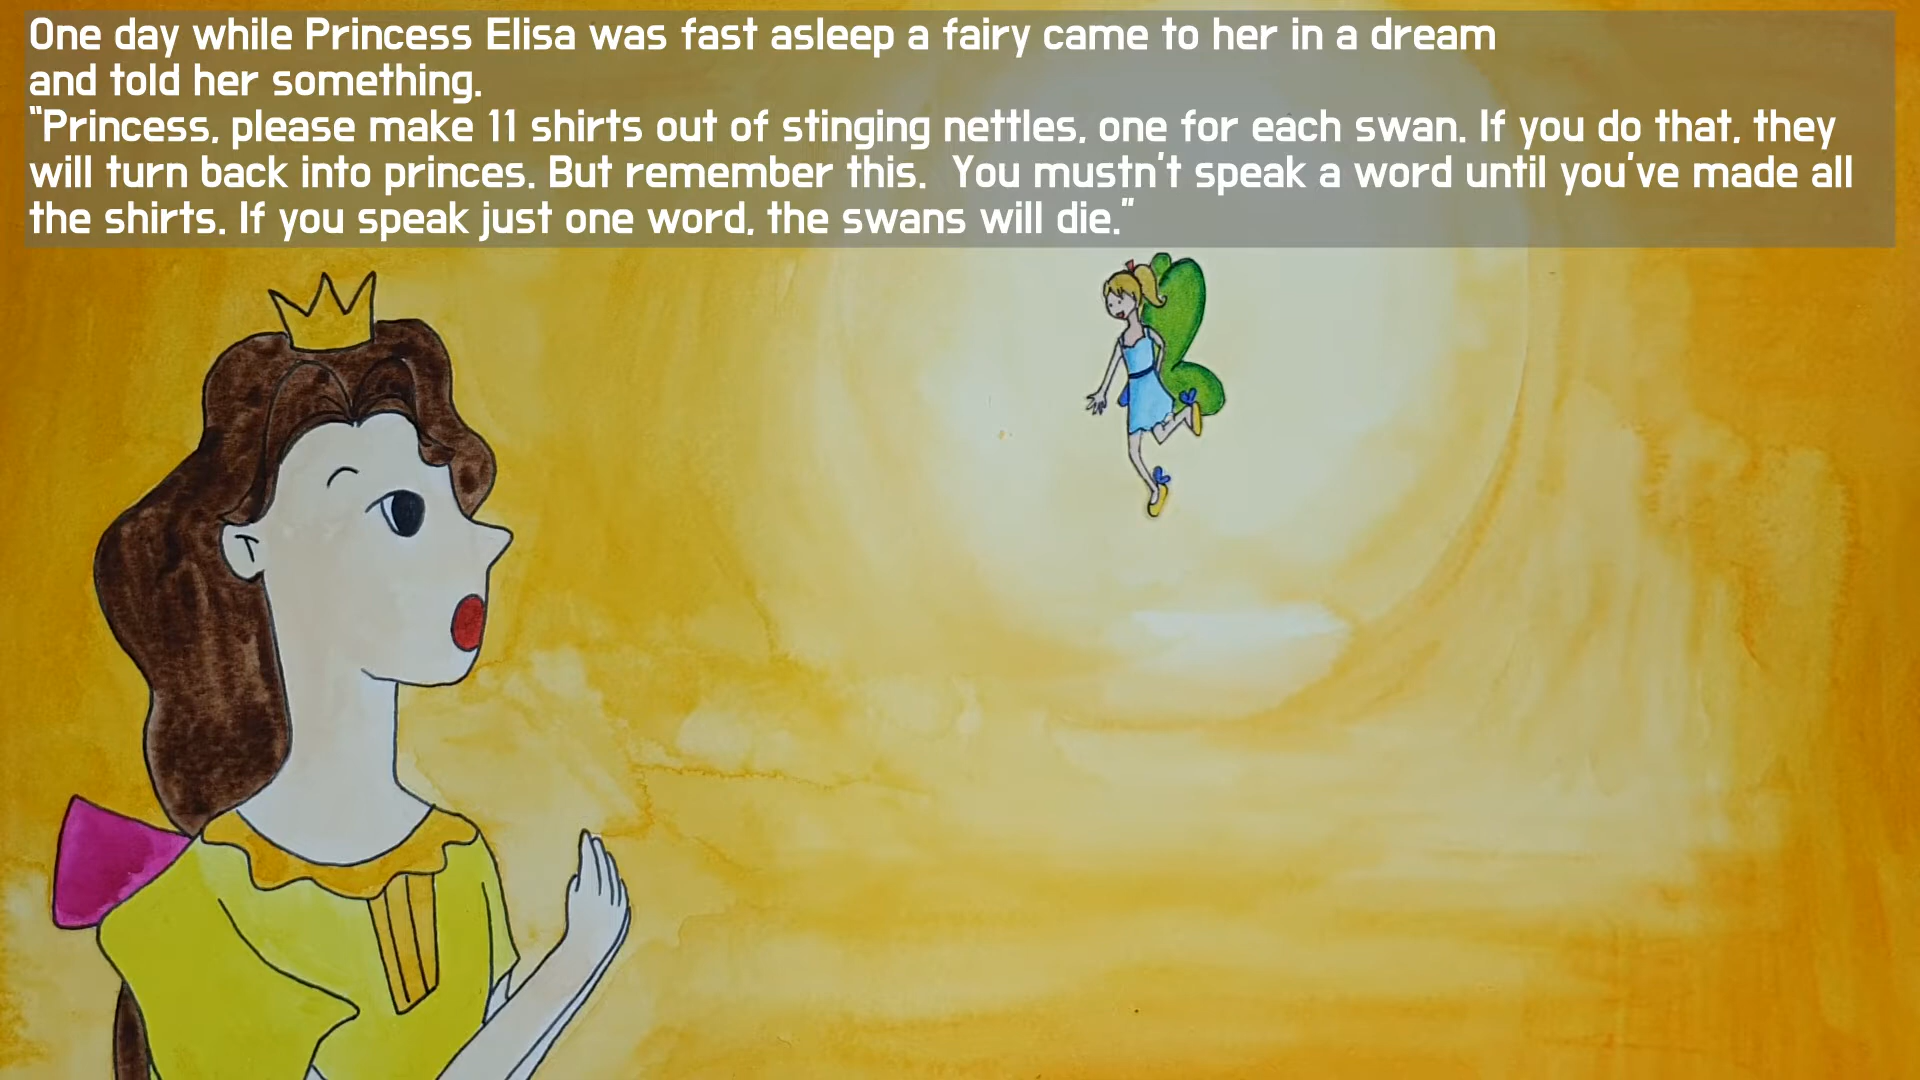 One day while Princess Elisa was fast asleep a fairy came to her in a dream
and told her something.
"Princess, please make 11 shirts out of stinging nettles, one for each swan. If you do that, they
will turn back into princes. But remember this.  You mustn't speak a word until you've made all
the shirts. If you speak just one word, the swans will die."